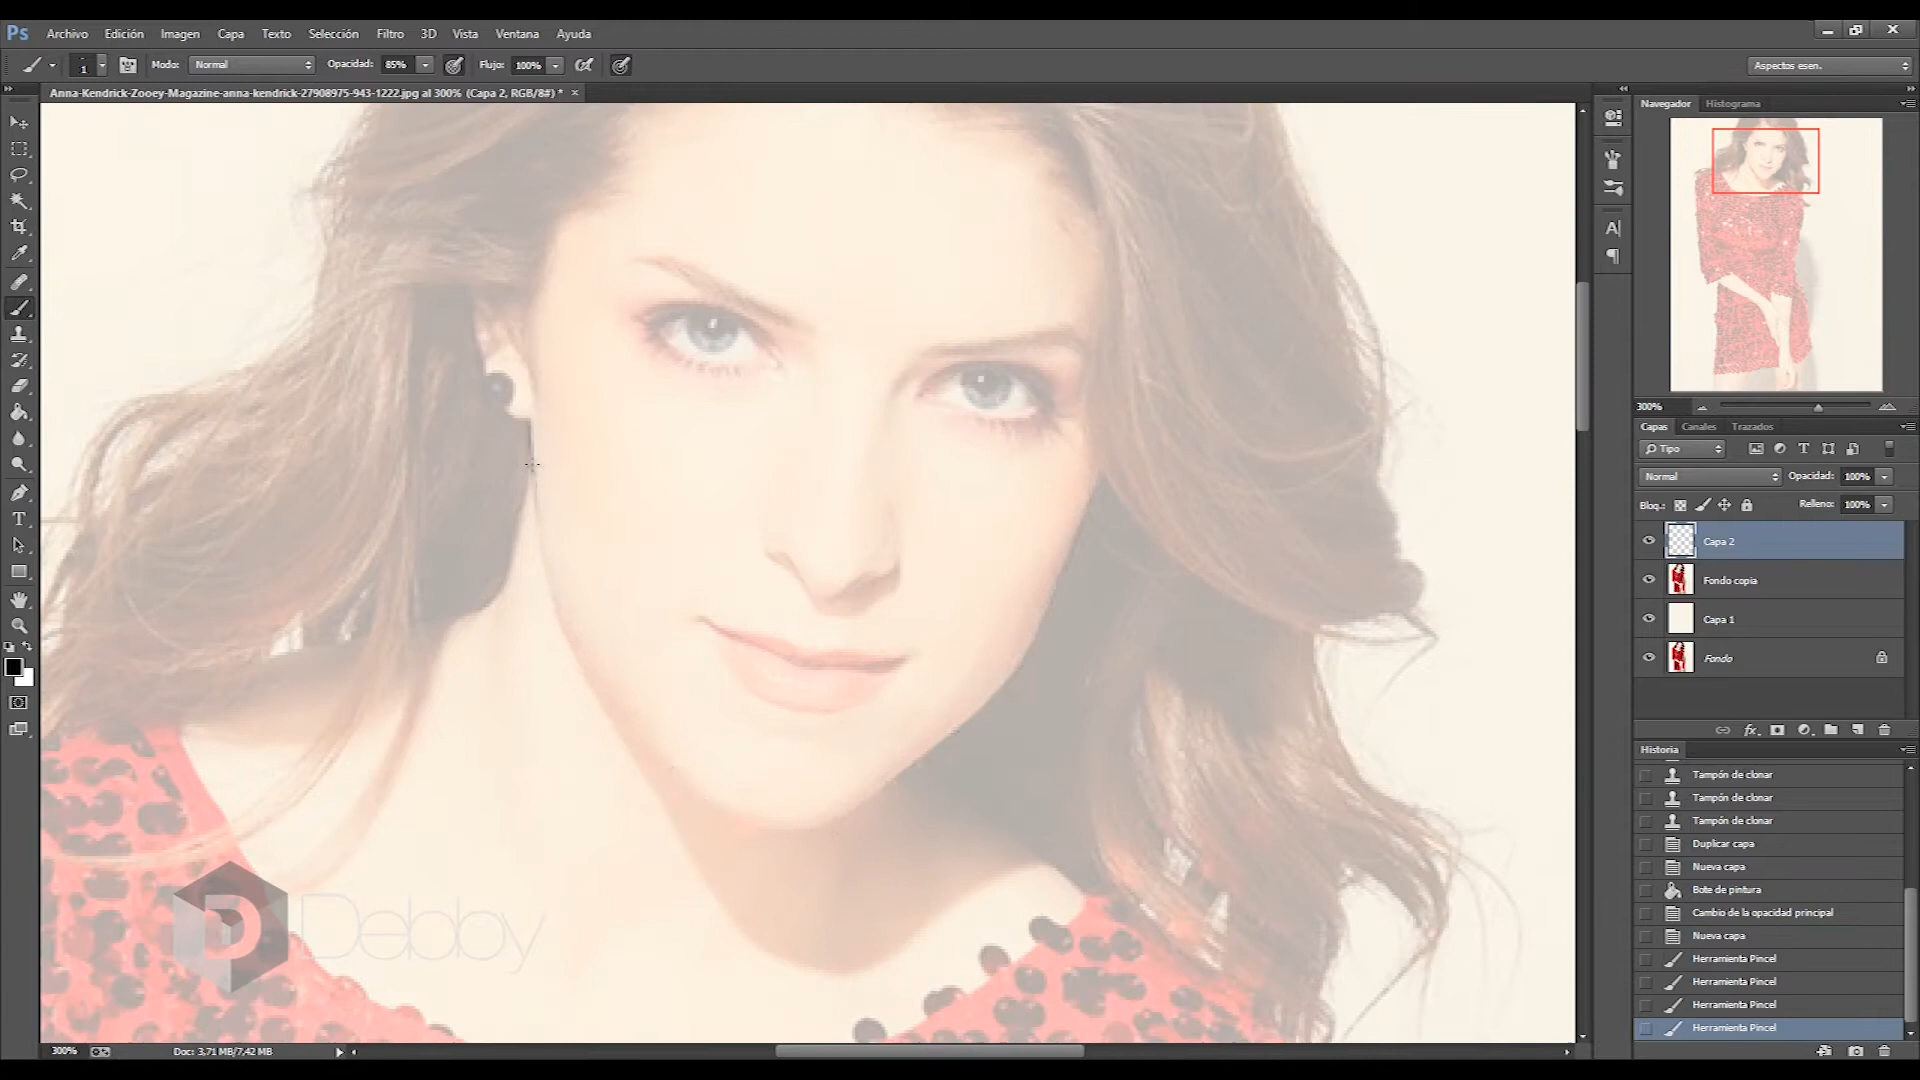 Ps Archivo Edición Imagen Capa Texto Selección Filtro 3D Vista Ventana Ayuda
1 Modo: Normal Opacidad: 85% Flujo: 100% Aspectos esen.
Anna-Kendrick-Zooey-Magazine-anna-kendrick-27908975-943-1222.jpg al 300% (Capa 2, RGB/8#) * ×
Navegador Histograma
300%
Capas Canales Trazados
Tipo
Normal Opacidad: 100%
Bloq.: Relleno: 100%
Capa 2
Fondo copia
Capa 1
Fondo
Historia
Tampón de clonar
Tampón de clonar
Tampón de clonar
Duplicar capa
Nueva capa
Bote de pintura
Cambio de la opacidad principal
Nueva capa
Herramienta Pincel
Herramienta Pincel
Herramienta Pincel
Herramienta Pincel
D Debby
300% Doc: 3,71 MB/7,42 MB